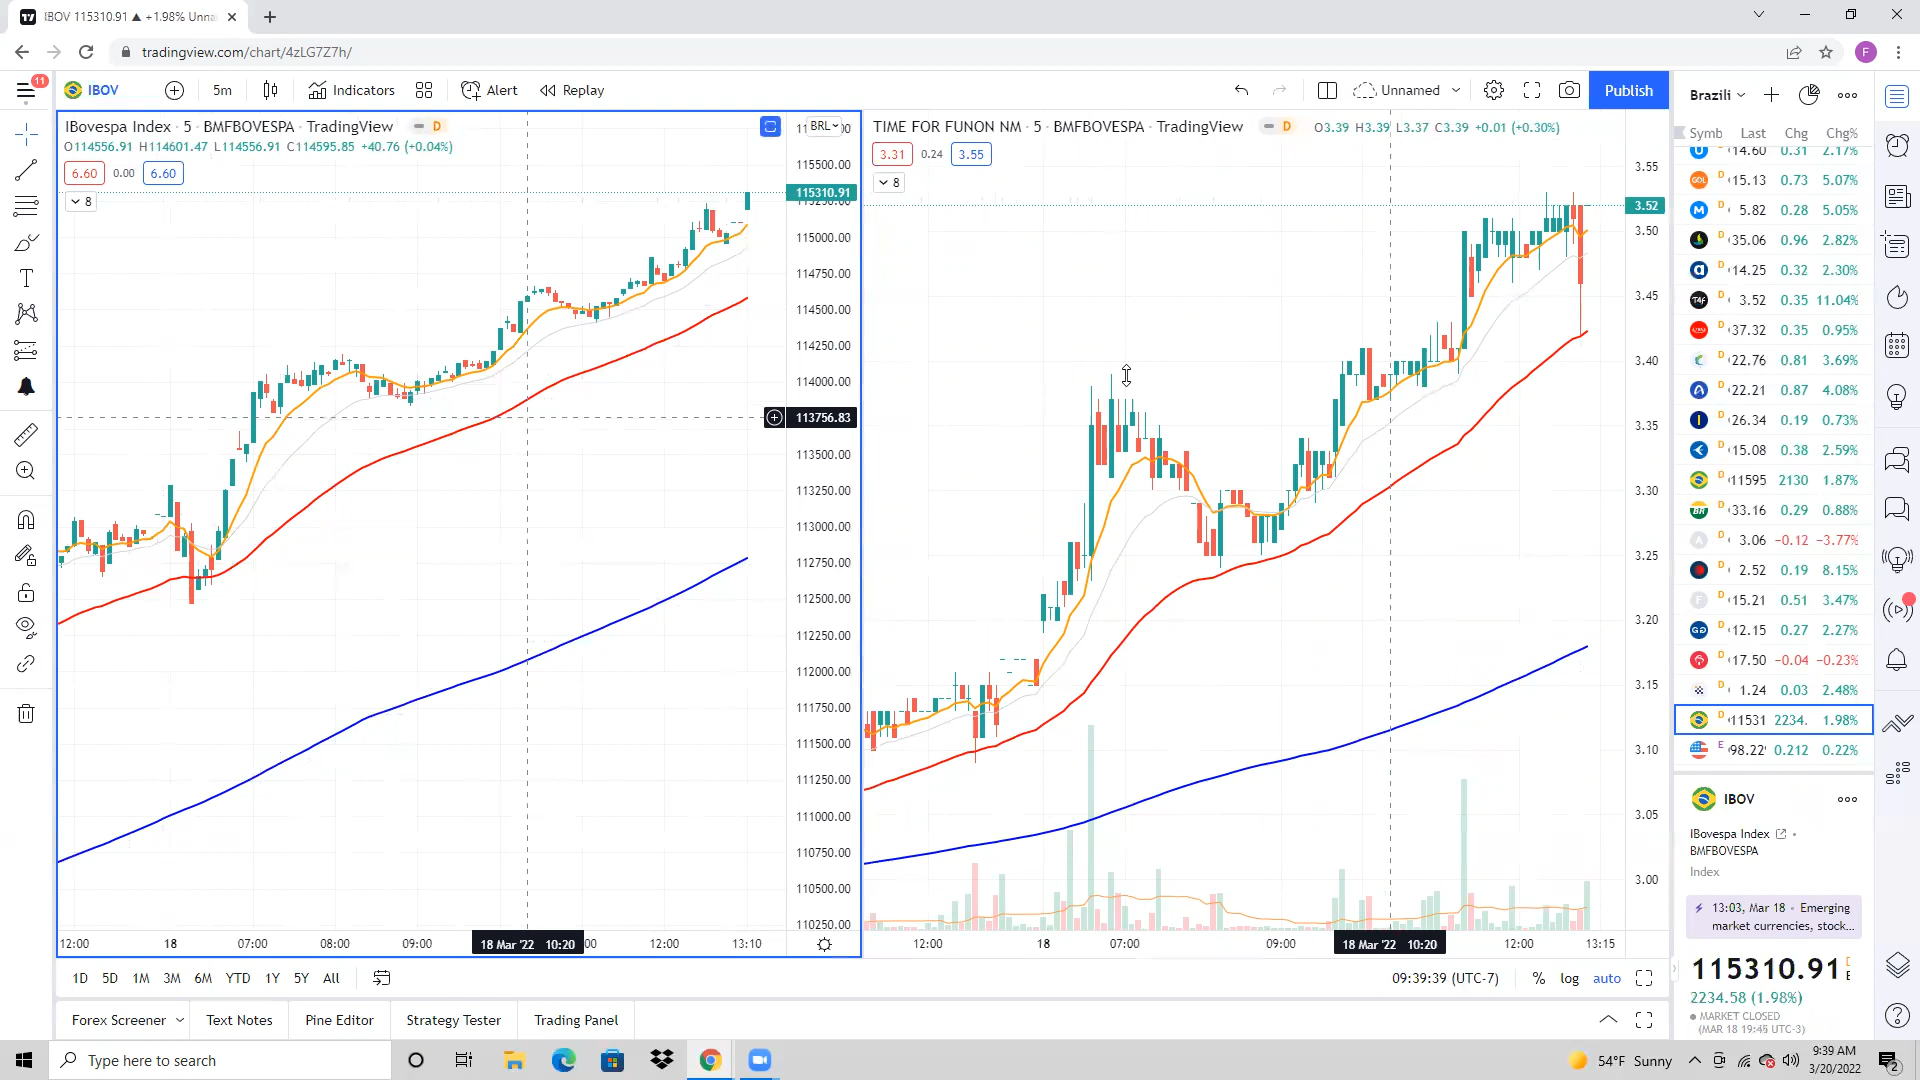 IBOV 115310.91 ▲ +1.98% Unna
tradingview.com/chart/4zLG7Z7h/
F
11
IBOV
5m
Indicators
Alert
Replay
Unnamed
Publish
IBovespa Index · 5 · BMFBOVESPA · TradingView
D
O114556.91 H114601.47 L114556.91 C114595.85 +40.76 (+0.04%)
6.60 0.00 6.60
8
BRL
115500.00
115310.91
115000.00
114750.00
114500.00
114250.00
114000.00
113756.83
113500.00
113250.00
113000.00
112750.00
112500.00
112250.00
112000.00
111750.00
111500.00
111250.00
111000.00
110750.00
110500.00
110250.00
12:00 18 07:00 08:00 09:00 18 Mar '22 10:20 12:00 13:10
TIME FOR FUNON NM · 5 · BMFBOVESPA · TradingView
D
O3.39 H3.39 L3.37 C3.39 +0.01 (+0.30%)
3.31 0.24 3.55
8
3.55
3.52
3.50
3.45
3.40
3.35
3.30
3.25
3.20
3.15
3.10
3.05
3.00
12:00 18 07:00 09:00 18 Mar '22 10:20 12:00 13:15
1D 5D 1M 3M 6M YTD 1Y 5Y All
09:39:39 (UTC-7) % log auto
Forex Screener Text Notes Pine Editor Strategy Tester Trading Panel
Brazili
Symb Last Chg Chg%
14.60 0.31 2.17%
D 15.13 0.73 5.07%
D 5.82 0.28 5.05%
D 35.06 0.96 2.82%
D 14.25 0.32 2.30%
T4F D 3.52 0.35 11.04%
D 37.32 0.35 0.95%
D 22.76 0.81 3.69%
D 22.21 0.87 4.08%
D 26.34 0.19 0.73%
D 15.08 0.38 2.59%
D 11595 2130 1.87%
BR D 33.16 0.29 0.88%
A D 3.06 −0.12 −3.77%
D 2.52 0.19 8.15%
F D 15.21 0.51 3.47%
D 12.15 0.27 2.27%
D 17.50 −0.04 −0.23%
D 1.24 0.03 2.48%
D 11531 2234. 1.98%
E 98.22 0.212 0.22%
IBOV
IBovespa Index
BMFBOVESPA
Index
13:03, Mar 18 · Emerging
market currencies, stock...
115310.91
2234.58 (1.98%)
MARKET CLOSED
(MAR 18 19:45 UTC-3)
Type here to search
54°F Sunny
9:39 AM
3/20/2022
2